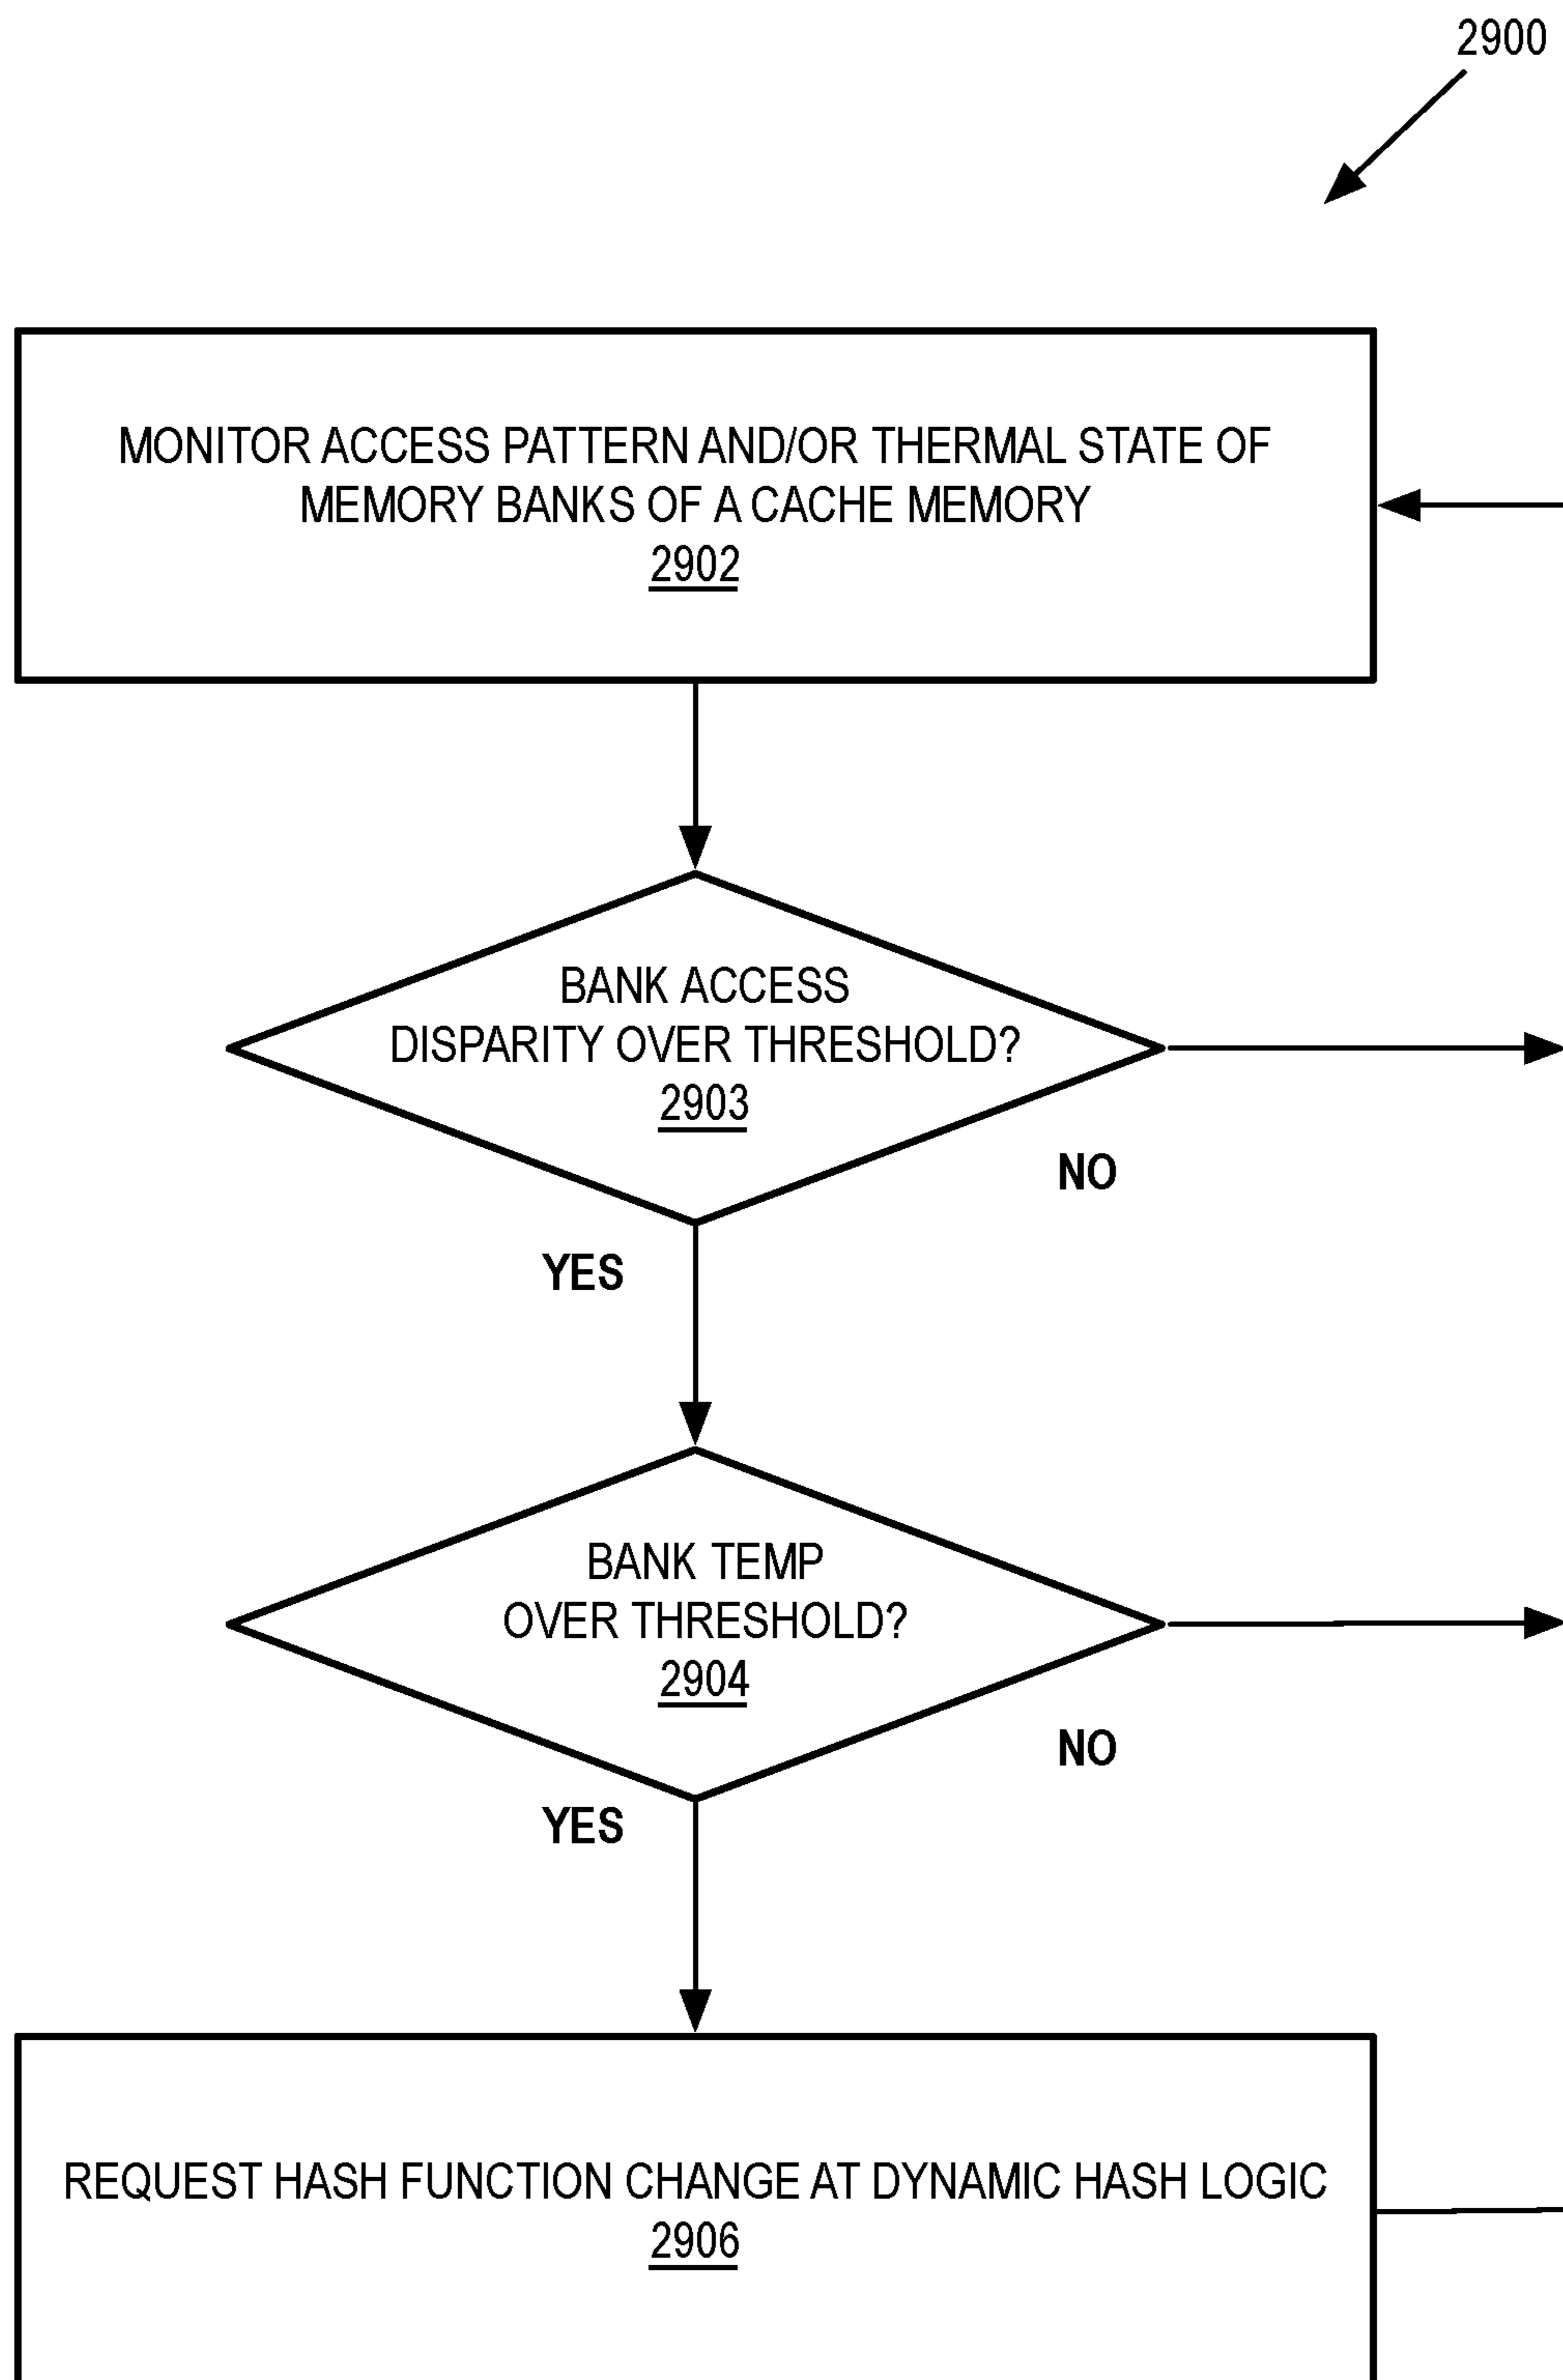 2900
MONITOR ACCESS PATTERN AND/OR THERMAL STATE OF
MEMORY BANKS OF A CACHE MEMORY
2902
BANK ACCESS
DISPARITY OVER THRESHOLD?
2903
NO
YES
BANK TEMP
OVER THRESHOLD?
2904
NO
YES
REQUEST HASH FUNCTION CHANGE AT DYNAMIC HASH LOGIC
2906